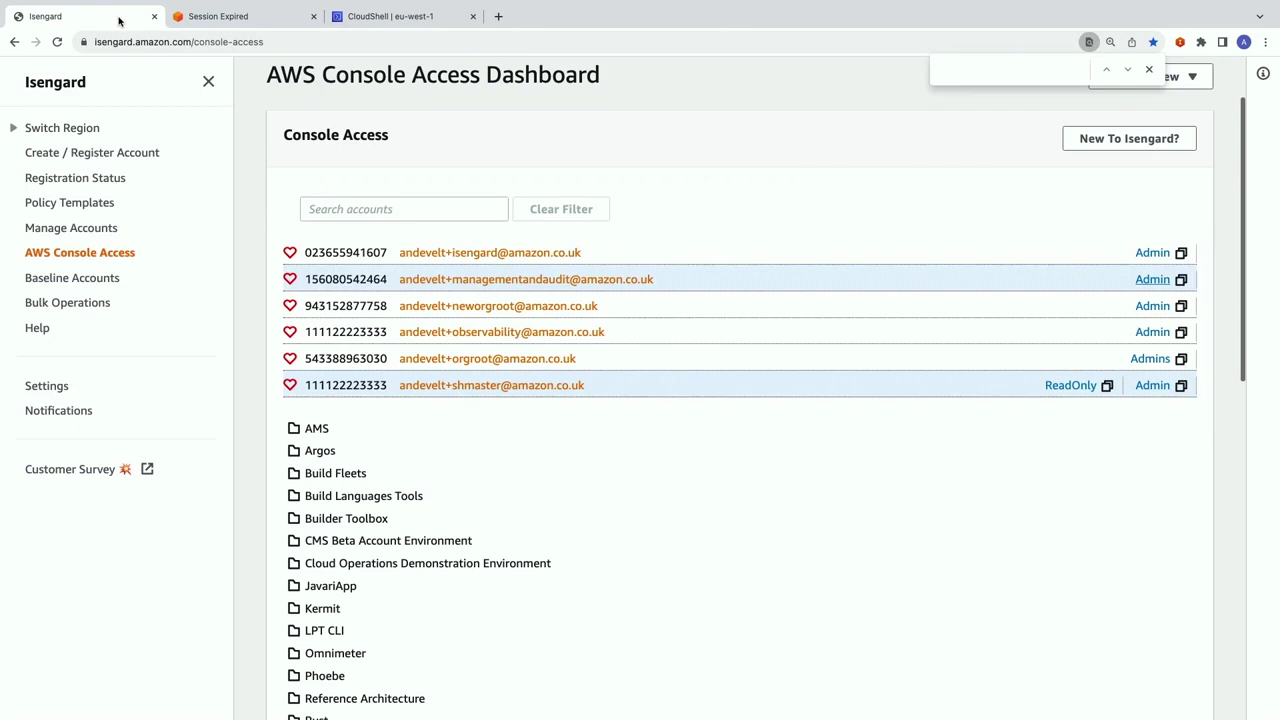 Isengard
Session Expired
CloudShell | eu-west-1
isengard.amazon.com/console-access
A
Isengard
Switch Region
Create / Register Account
Registration Status
Policy Templates
Manage Accounts
AWS Console Access
Baseline Accounts
Bulk Operations
Help
Settings
Notifications
Customer Survey
AWS Console Access Dashboard
Console Access
New To Isengard?
Search accounts
Clear Filter
023655941607 andevelt+isengard@amazon.co.uk Admin
156080542464 andevelt+managementandaudit@amazon.co.uk Admin
943152877758 andevelt+neworgroot@amazon.co.uk Admin
111122223333 andevelt+observability@amazon.co.uk Admin
543388963030 andevelt+orgroot@amazon.co.uk Admins
111122223333 andevelt+shmaster@amazon.co.uk ReadOnly Admin
AMS
Argos
Build Fleets
Build Languages Tools
Builder Toolbox
CMS Beta Account Environment
Cloud Operations Demonstration Environment
JavariApp
Kermit
LPT CLI
Omnimeter
Phoebe
Reference Architecture